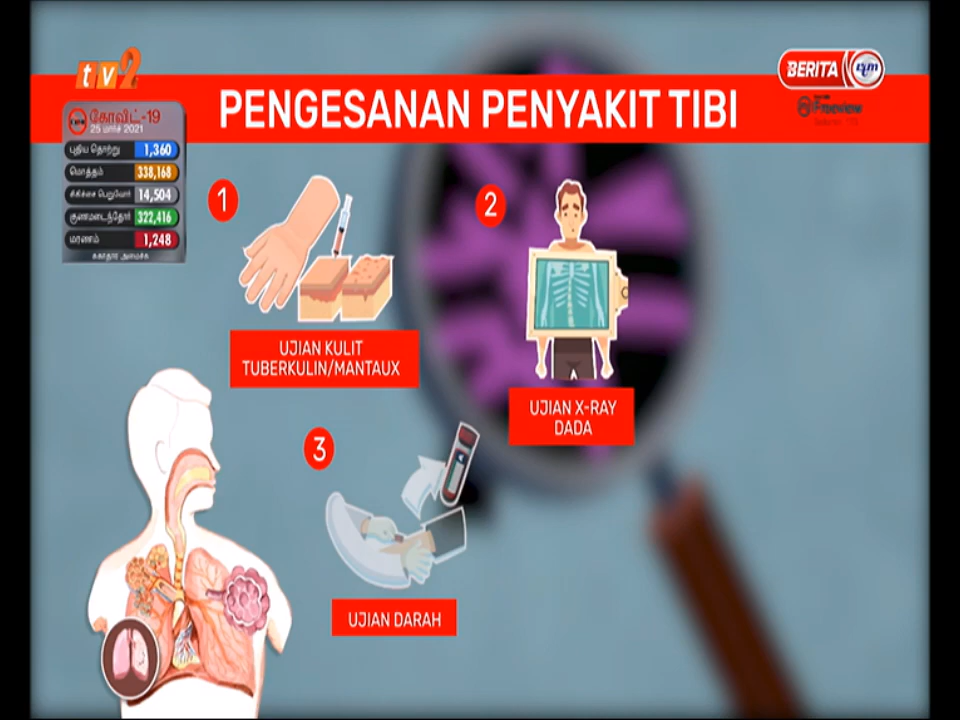 tv2
BERITA rtm
PENGESANAN PENYAKIT TIBI
கோவிட்-19
25 மார்ச் 2021
புதிய தொற்று 1,360
மொத்தம் 338,168
சிகிச்சை பெறுவோர் 14,504
குணமடைந்தோர் 322,416
மரணம் 1,248
சுகாதார அமைச்சு
1
2
UJIAN KULIT
TUBERKULIN/MANTAUX
UJIAN X-RAY
DADA
3
UJIAN DARAH